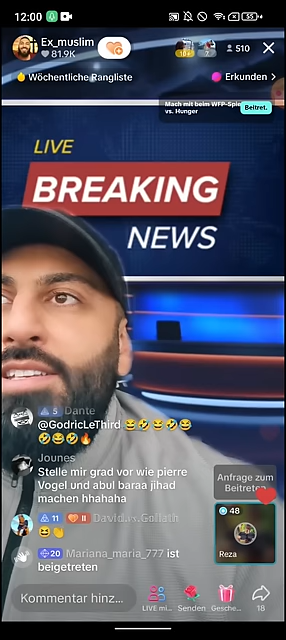 12:00
55
Ex_muslim
81.9K
10+
7
510
Wöchentliche Rangliste
Erkunden >
Mach mit beim WFP-Spie
vs. Hunger
Beitret.
LIVE
BREAKING
NEWS
5 Dante
@GodricLeThird 😂🤣😂🤣😂
🤣😂🤣🔥
Jounes
Stelle mir grad vor wie pierre
Vogel und abul baraa jihad
machen hhahaha
11 II David.vs.Goliath
😆👏
20 Mariana_maria_777 ist
beigetreten
Anfrage zum
Beitreten
48
Reza
Kommentar hinz...
LIVE mi...
Senden
Gesche...
18